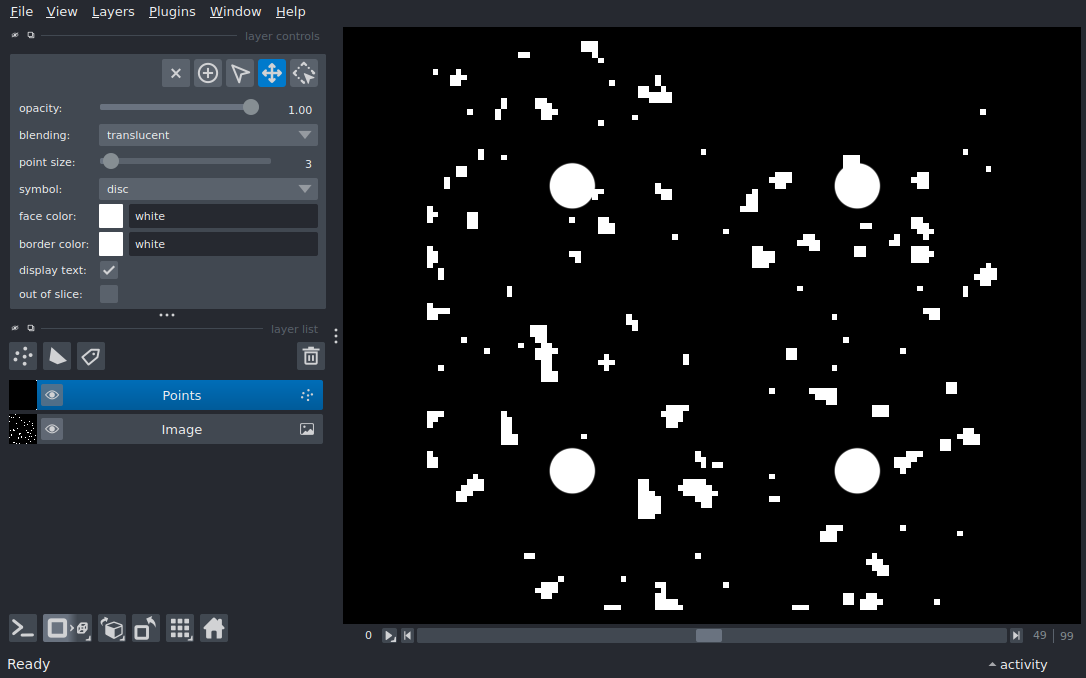 File View Layers Plugins Window Help
layer controls
opacity: 1.00
blending: translucent
point size: 3
symbol: disc
face color: white
border color: white
display text:
out of slice:
layer list
Points
Image
0 49 99
Ready activity